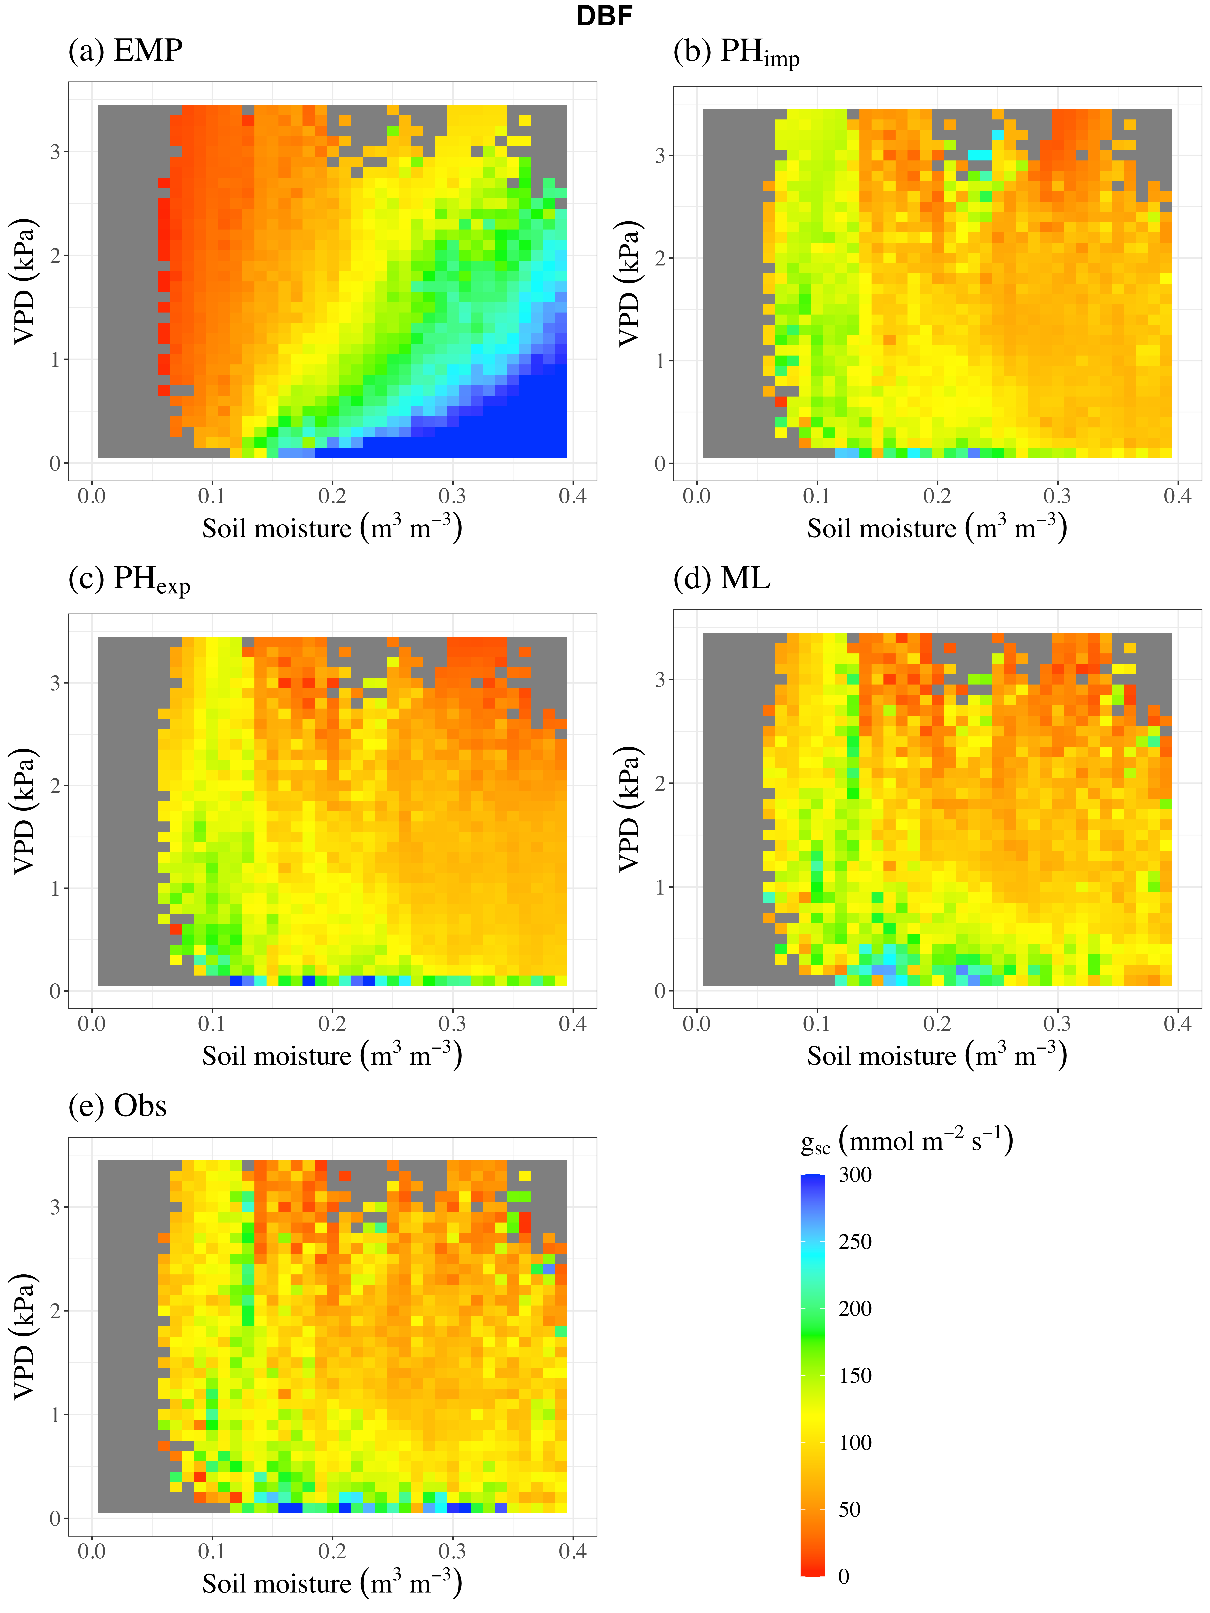 DBF
(a) EMP
(b) PHimp
3
2
1
0
VPD (kPa)
0.0 0.1 0.2 0.3 0.4
Soil moisture (m³ m⁻³)
3
2
1
0
VPD (kPa)
0.0 0.1 0.2 0.3 0.4
Soil moisture (m³ m⁻³)
(c) PHexp
(d) ML
3
2
1
0
VPD (kPa)
0.0 0.1 0.2 0.3 0.4
Soil moisture (m³ m⁻³)
3
2
1
0
VPD (kPa)
0.0 0.1 0.2 0.3 0.4
Soil moisture (m³ m⁻³)
(e) Obs
3
2
1
0
VPD (kPa)
0.0 0.1 0.2 0.3 0.4
Soil moisture (m³ m⁻³)
gsc (mmol m⁻² s⁻¹)
300
250
200
150
100
50
0